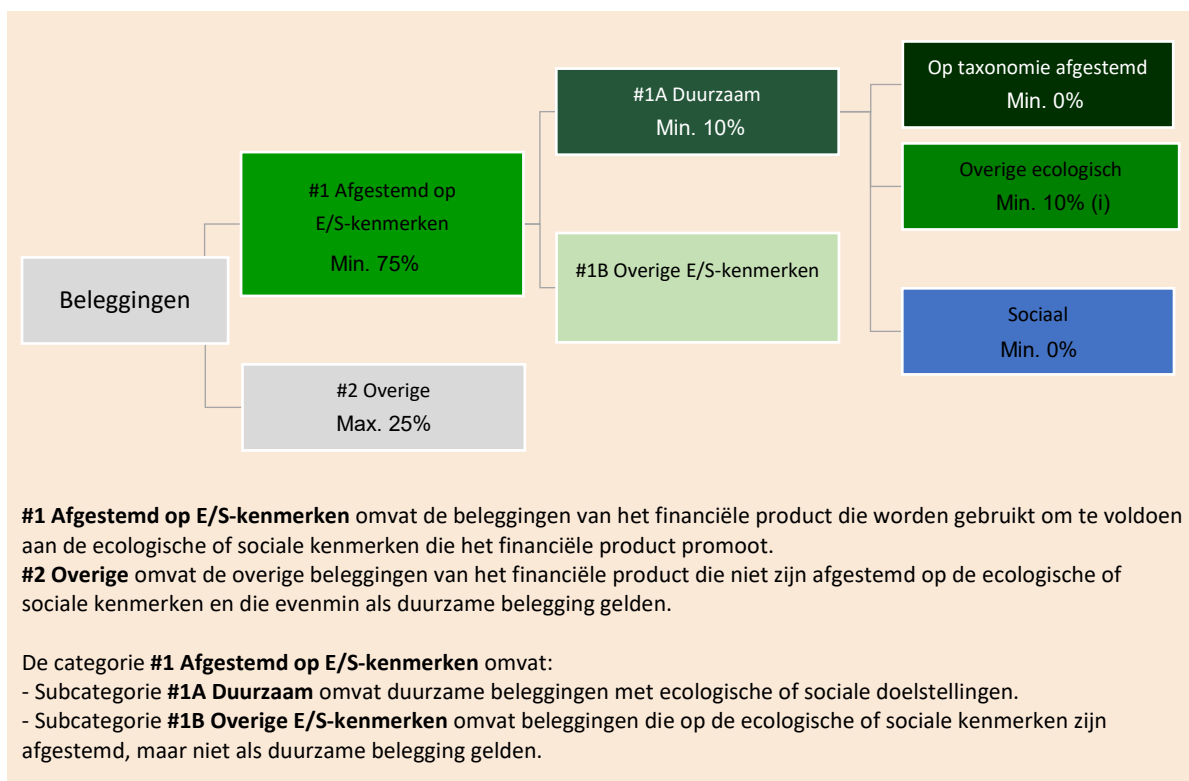 Beleggingen
#1 Afgestemd op
E/S-kenmerken
Min. 75%
#2 Overige
Max. 25%
#1A Duurzaam
Min. 10%
#1B Overige E/S-kenmerken
Op taxonomie afgestemd
Min. 0%
Overige ecologisch
Min. 10% (i)
Sociaal
Min. 0%
#1 Afgestemd op E/S-kenmerken omvat de beleggingen van het financiële product die worden gebruikt om te voldoen
aan de ecologische of sociale kenmerken die het financiële product promoot.
#2 Overige omvat de overige beleggingen van het financiële product die niet zijn afgestemd op de ecologische of
sociale kenmerken en die evenmin als duurzame belegging gelden.
De categorie #1 Afgestemd op E/S-kenmerken omvat:
- Subcategorie #1A Duurzaam omvat duurzame beleggingen met ecologische of sociale doelstellingen.
- Subcategorie #1B Overige E/S-kenmerken omvat beleggingen die op de ecologische of sociale kenmerken zijn
afgestemd, maar niet als duurzame belegging gelden.